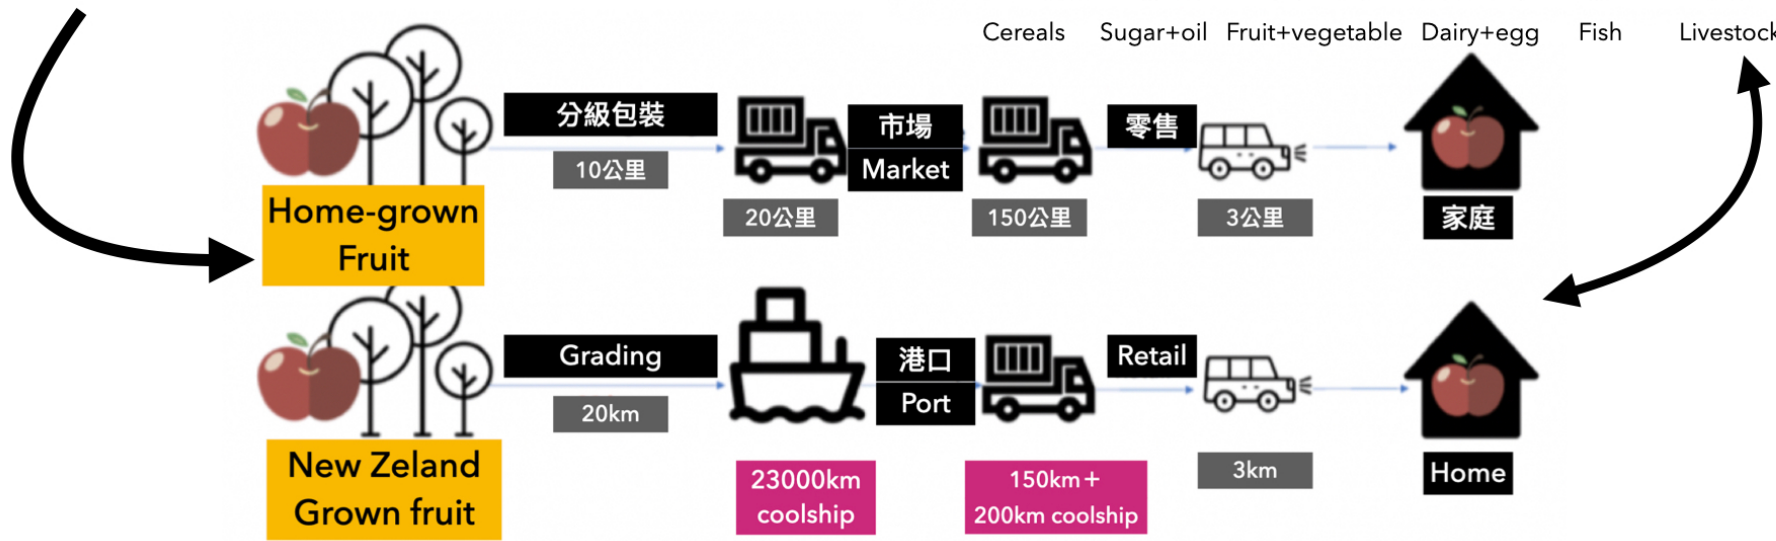 Cereals Sugar+oil Fruit+vegetable Dairy+egg Fish Livestock
分級包裝
10公里
市場
Market
零售
Home-grown
Fruit
20公里
150公里
3公里
家庭
Grading
20km
港口
Port
Retail
New Zeland
Grown fruit
23000km
coolship
150km+
200km coolship
3km
Home